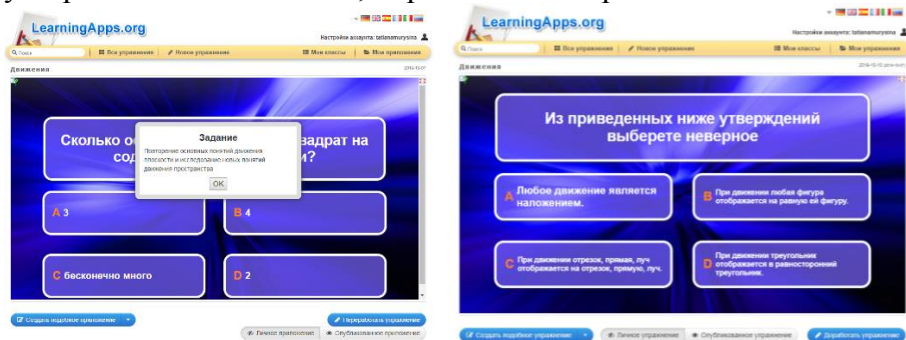 LearningApps.org
Настройки аккаунта: tatianamurysina
Поиск
Все упражнения
Новое упражнение
Мои классы
Мои приложения
Движения
Сколько о
задрат на
сод
и?
Задание
Повторение основных понятий движения
плоскости и исследование новых понятий
движения пространства
OK
A 3
B 4
C бесконечно много
D 2
Создать подобное приложение
Переработать упражнение
Личное приложение
Опубликованное приложение
LearningApps.org
Настройки аккаунта: tatianamurysina
Поиск
Все упражнения
Новое упражнение
Мои классы
Мои упражнения
Движения
Из приведенных ниже утверждений
выберете неверное
A Любое движение является
наложением.
B При движении любая фигура
отображается на равную ей фигуру.
C При движении отрезок, прямая, луч
отображается на отрезок, прямую, луч.
D При движении треугольник
отображается в равносторонний
треугольник.
Создать подобное упражнение
Личное упражнение
Опубликованное упражнение
Доработать упражнение